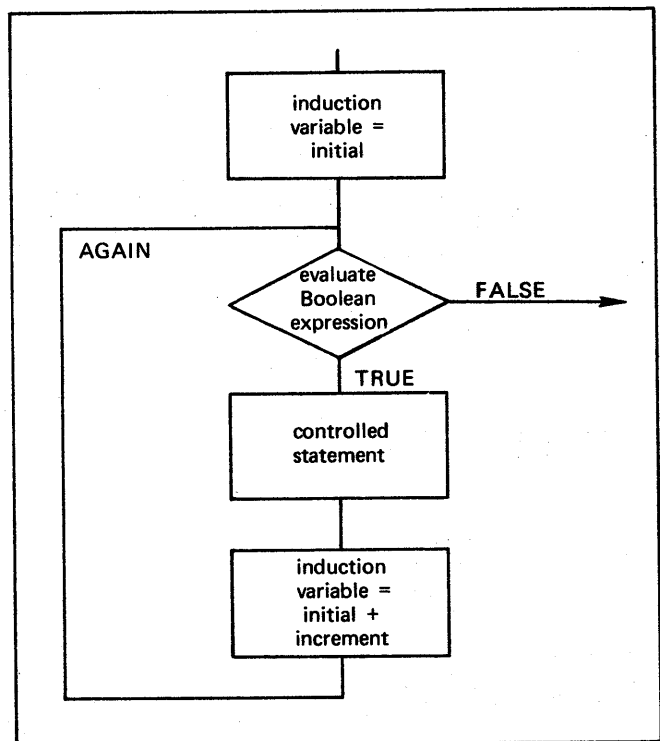 induction
variable =
initial
AGAIN
evaluate
Boolean
expression
FALSE
TRUE
controlled
statement
induction
variable =
initial +
increment